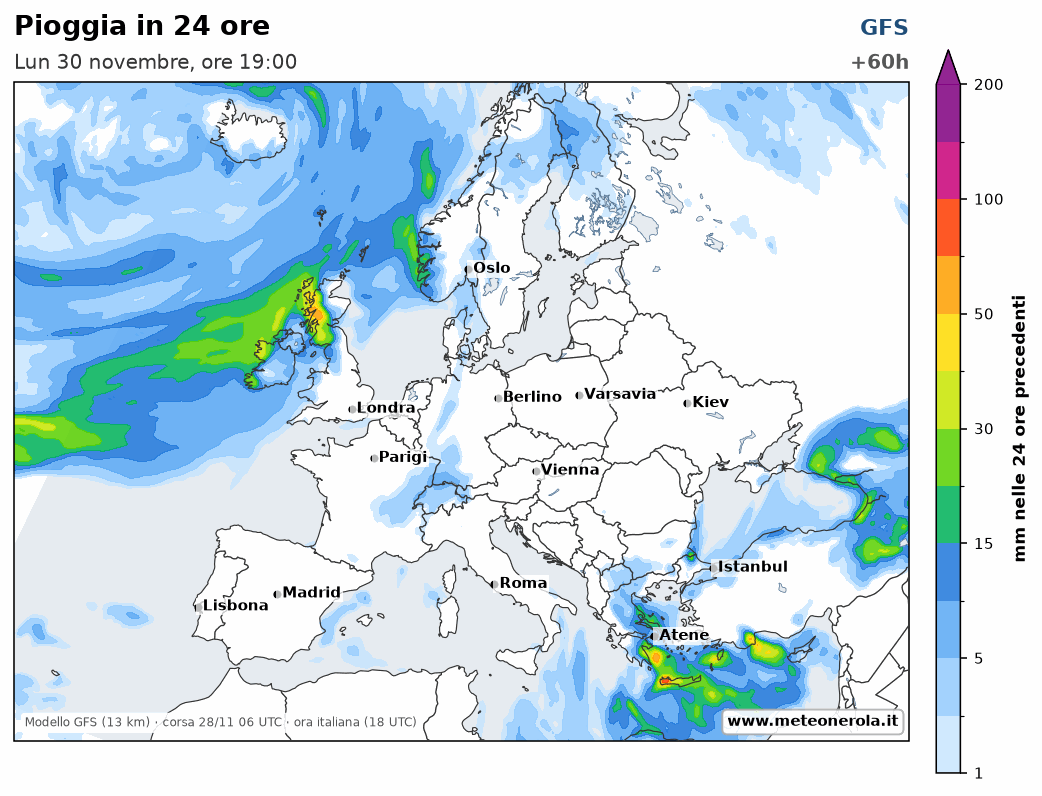 Pioggia in 24 ore
GFS
Lun 30 novembre, ore 19:00
+60h
200
100
50
30
15
5
1
mm nelle 24 ore precedenti
Oslo
Berlino
Varsavia
Kiev
Londra
Parigi
Vienna
Istanbul
Roma
Madrid
Lisbona
Atene
Modello GFS (13 km) · corsa 28/11 06 UTC · ora italiana (18 UTC)
www.meteonerola.it